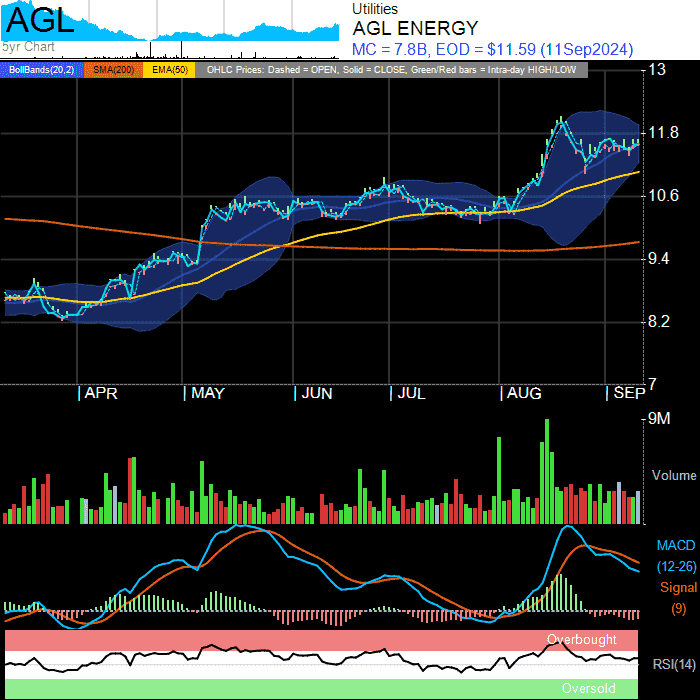 AGL
5yr Chart
Utilities
AGL ENERGY
MC = 7.8B, EOD = $11.59 (11Sep2024)
BollBands(20,2) SMA(200) EMA(50) OHLC Prices: Dashed = OPEN, Solid = CLOSE, Green/Red bars = Intra-day HIGH/LOW
13
11.8
10.6
9.4
8.2
7
APR MAY JUN JUL AUG SEP
9M
Volume
MACD
(12-26)
Signal
(9)
Overbought
RSI(14)
Oversold